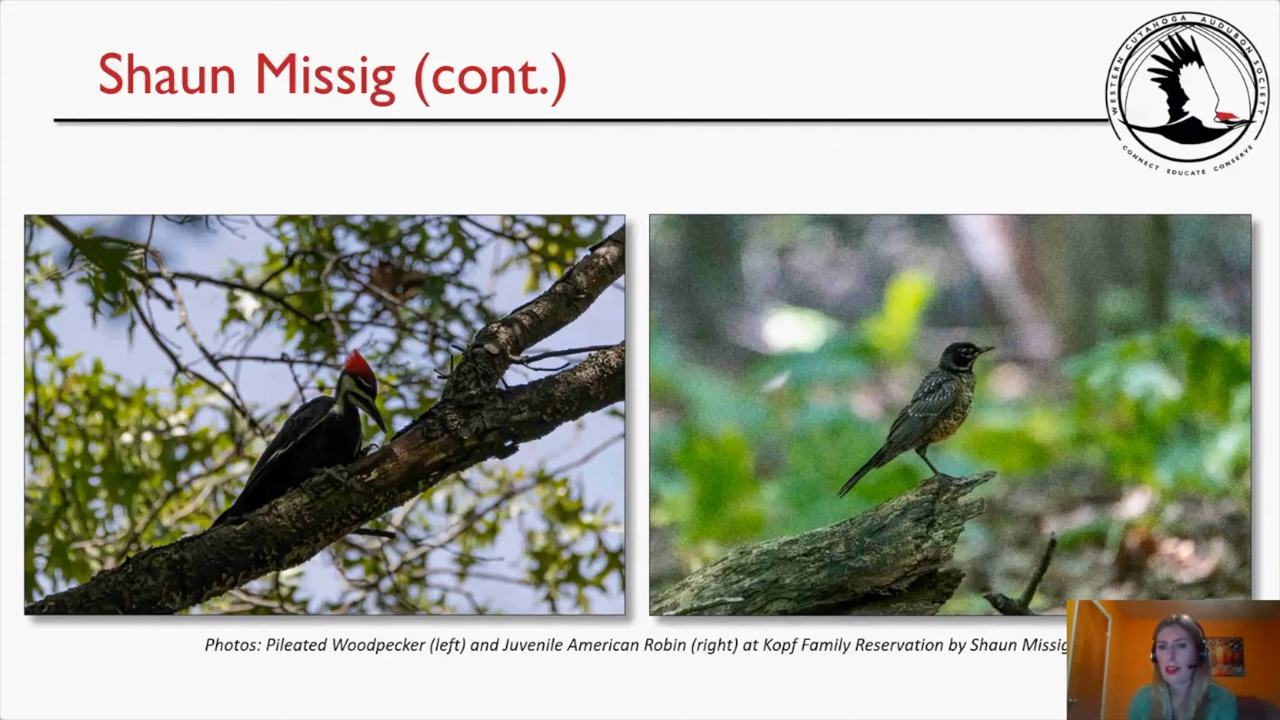 Shaun Missig (cont.)
WESTERN CUYAHOGA AUDUBON SOCIETY
CONNECT EDUCATE CONSERVE
Photos: Pileated Woodpecker (left) and Juvenile American Robin (right) at Kopf Family Reservation by Shaun Missig